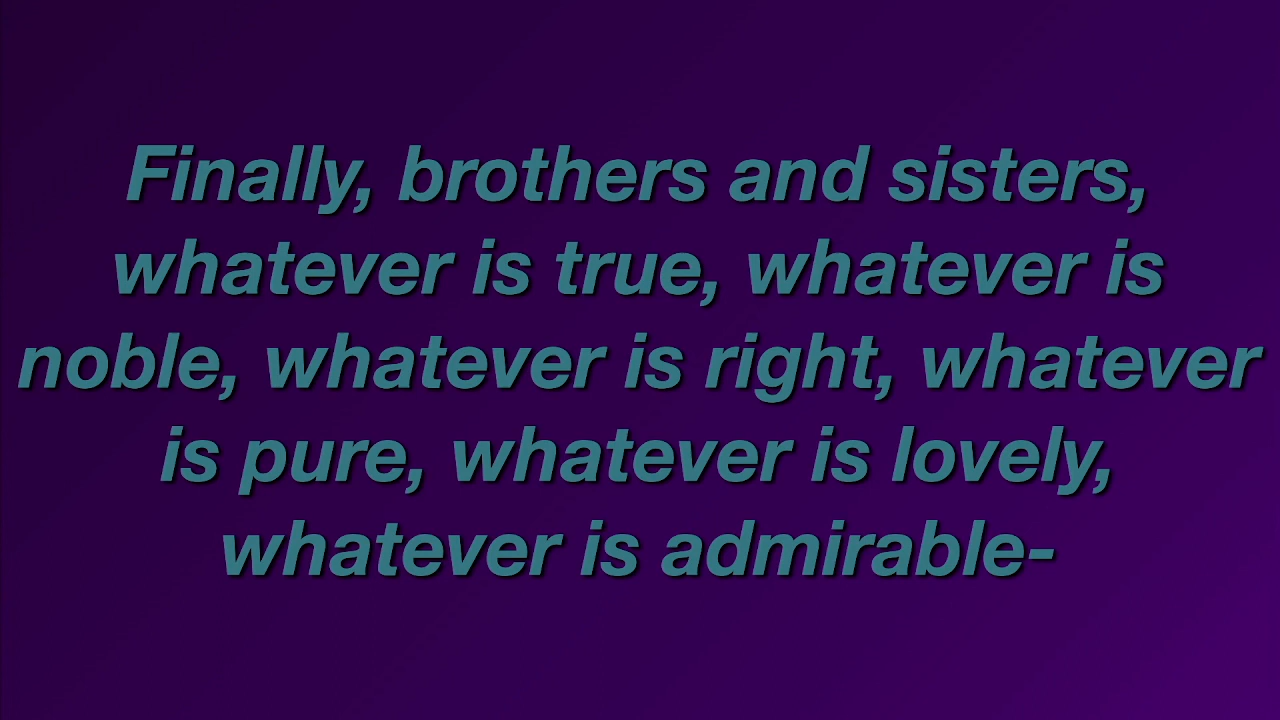 Finally, brothers and sisters,
whatever is true, whatever is
noble, whatever is right, whatever
is pure, whatever is lovely,
whatever is admirable-